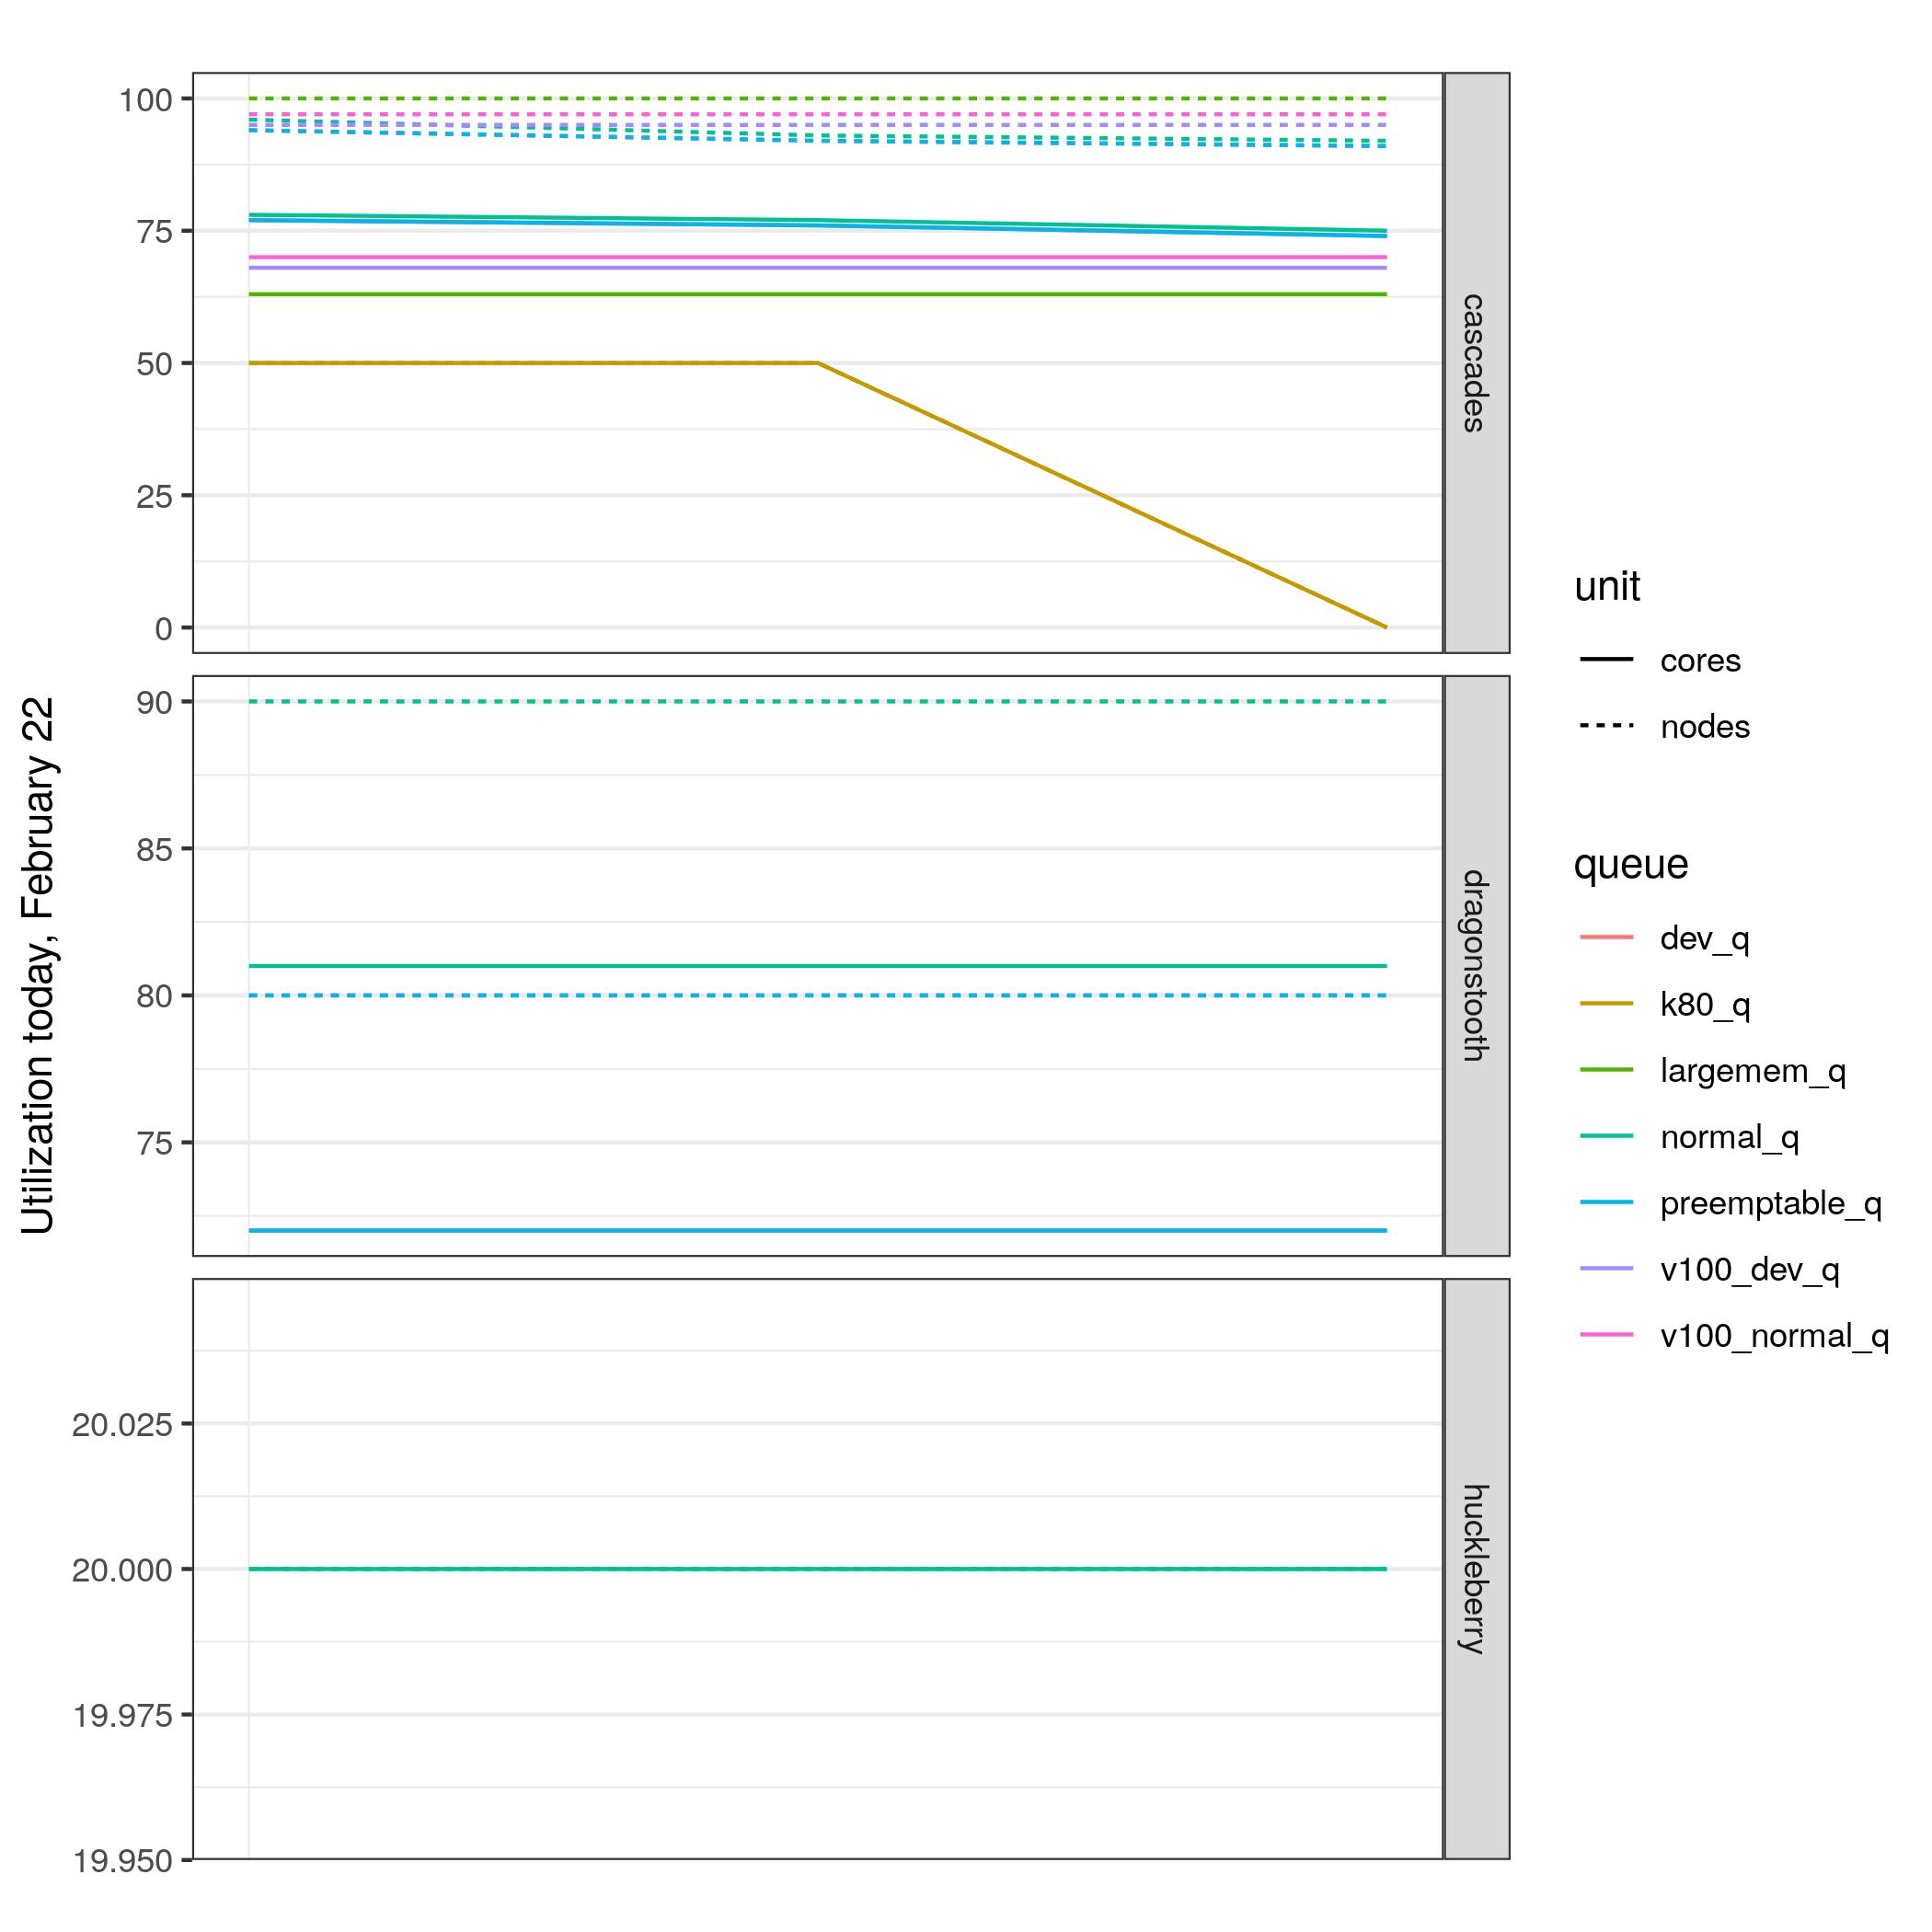 Utilization today, February 22
100
75
50
25
0
cascades
90
85
80
75
dragonstooth
20.025
20.000
19.975
19.950
huckleberry
unit
cores
nodes
queue
dev_q
k80_q
largemem_q
normal_q
preemptable_q
v100_dev_q
v100_normal_q